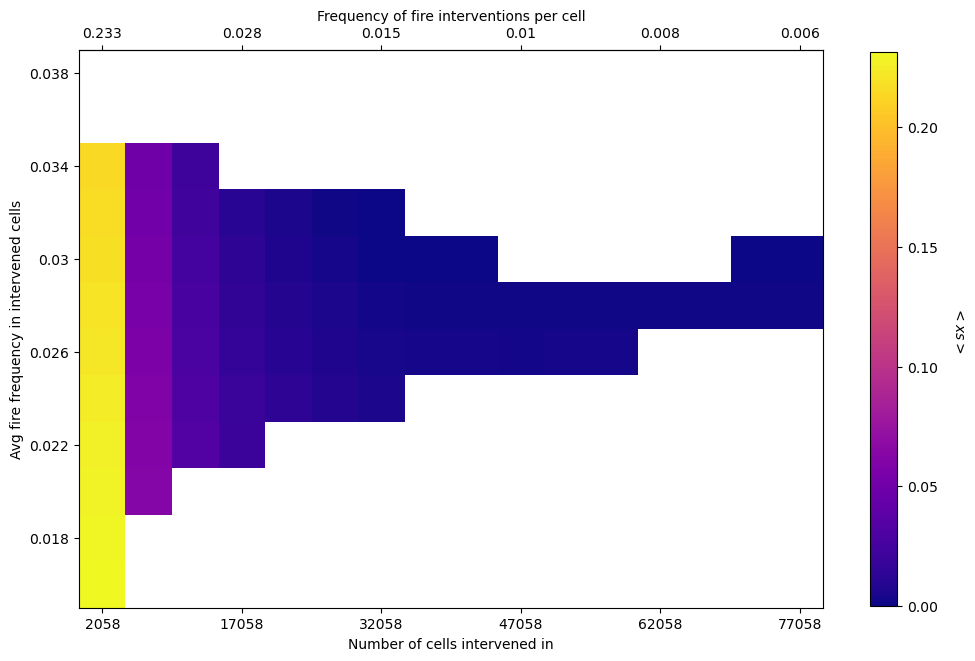 Frequency of fire interventions per cell
0.233 0.028 0.015 0.01 0.008 0.006
0.038
0.034
0.03
0.026
0.022
0.018
Avg fire frequency in intervened cells
2058 17058 32058 47058 62058 77058
Number of cells intervened in
0.20
0.15
0.10
0.05
0.00
< sx >